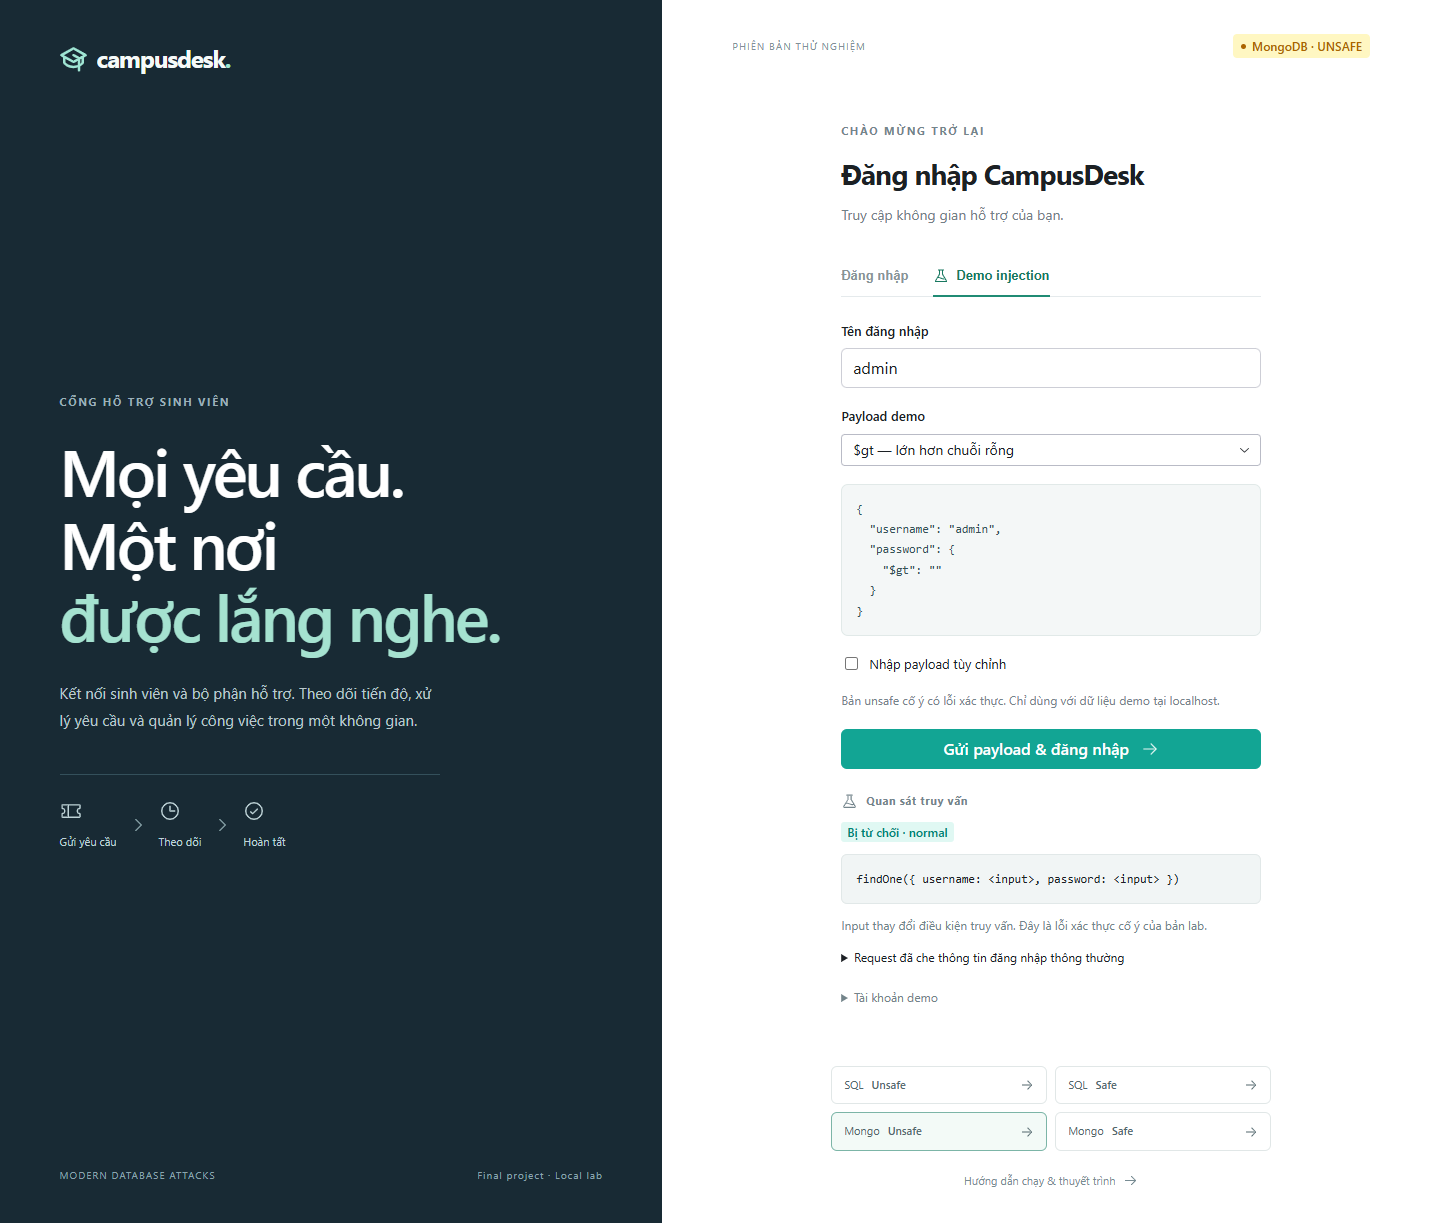 campusdesk.
CỔNG HỖ TRỢ SINH VIÊN
Mọi yêu cầu.
Một nơi
được lắng nghe.
Kết nối sinh viên và bộ phận hỗ trợ. Theo dõi tiến độ, xử
lý yêu cầu và quản lý công việc trong một không gian.
Gửi yêu cầu
Theo dõi
Hoàn tất
MODERN DATABASE ATTACKS
Final project · Local lab
PHIÊN BẢN THỬ NGHIỆM
MongoDB · UNSAFE
CHÀO MỪNG TRỞ LẠI
Đăng nhập CampusDesk
Truy cập không gian hỗ trợ của bạn.
Đăng nhập
Demo injection
Tên đăng nhập
admin
Payload demo
$gt — lớn hơn chuỗi rỗng
{
  "username": "admin",
  "password": {
    "$gt": ""
  }
}
Nhập payload tùy chỉnh
Bản unsafe cố ý có lỗi xác thực. Chỉ dùng với dữ liệu demo tại localhost.
Gửi payload & đăng nhập
Quan sát truy vấn
Bị từ chối · normal
findOne({ username: <input>, password: <input> })
Input thay đổi điều kiện truy vấn. Đây là lỗi xác thực cố ý của bản lab.
Request đã che thông tin đăng nhập thông thường
Tài khoản demo
SQL Unsafe
SQL Safe
Mongo Unsafe
Mongo Safe
Hướng dẫn chạy & thuyết trình